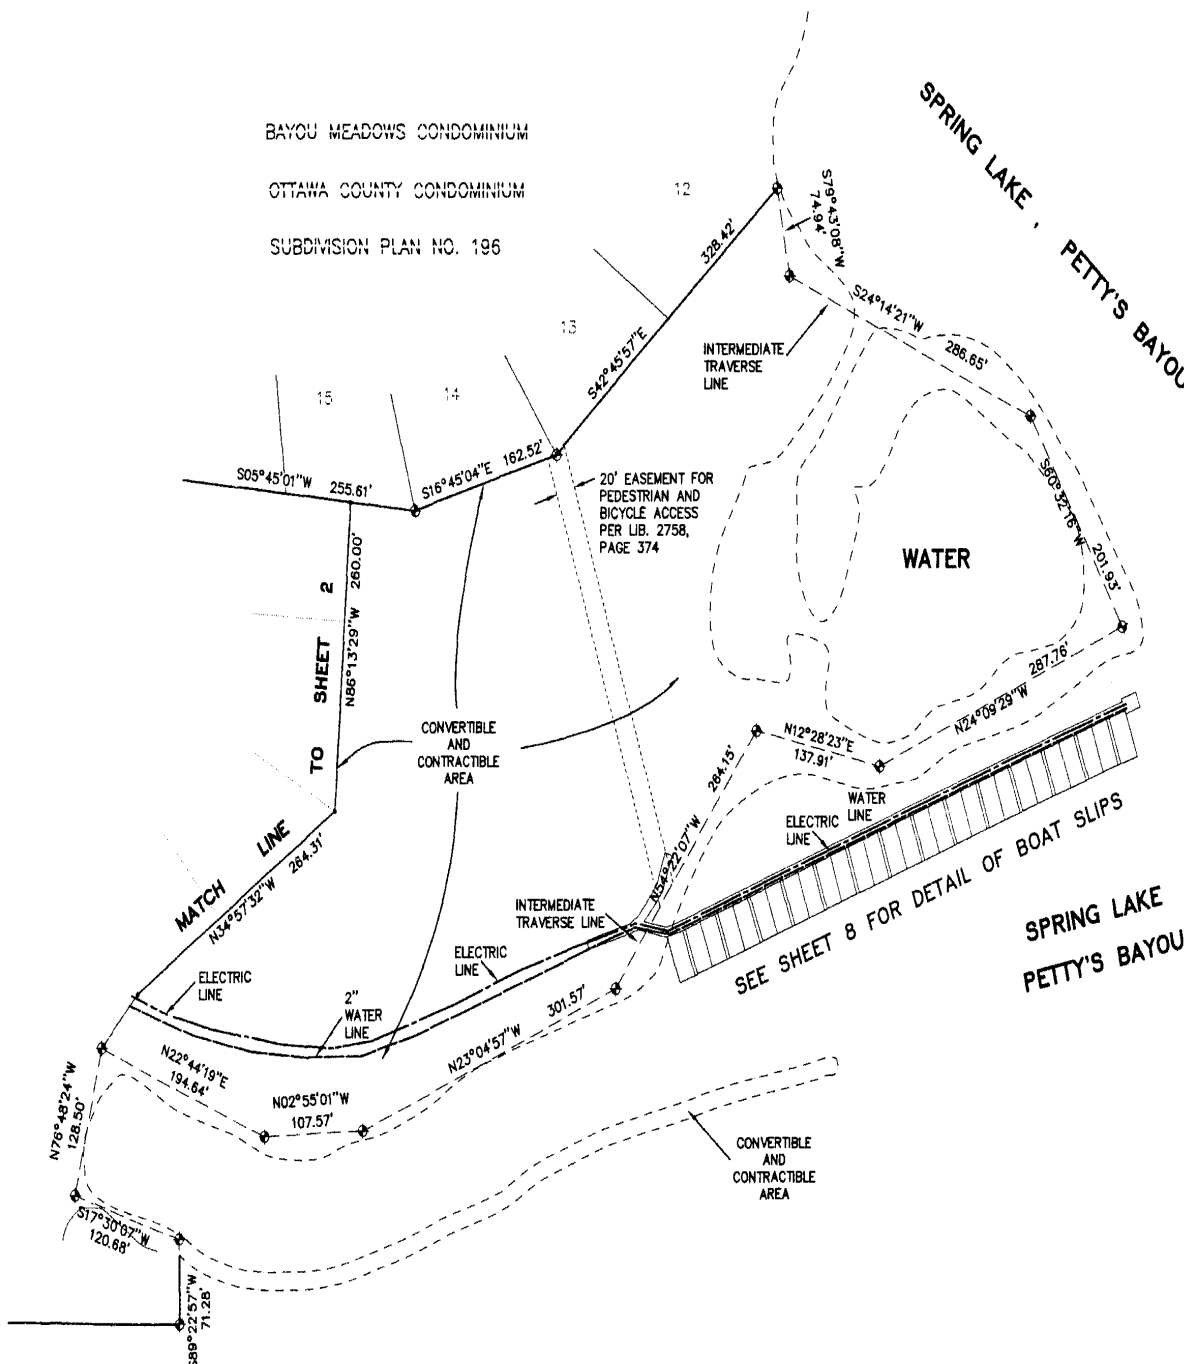 BAYOU MEADOWS CONDOMINIUM
OTTAWA COUNTY CONDOMINIUM
SUBDIVISION PLAN NO. 196
12
13
14
15
SPRING LAKE , PETTY'S BAYOU
S79°43'08"W
74.94'
328.42'
S42°45'57"E
S24°14'21"W
286.65'
INTERMEDIATE
TRAVERSE
LINE
S05°45'01"W 255.61'
S16°45'04"E 162.52'
20' EASEMENT FOR
PEDESTRIAN AND
BICYCLE ACCESS
PER LIB. 2758,
PAGE 374
WATER
S60°32'16"W
201.93'
MATCH LINE TO SHEET 2
N86°13'29"W 260.00'
N34°57'32"W 264.31'
CONVERTIBLE
AND
CONTRACTIBLE
AREA
287.76'
N24°09'29"W
N12°28'23"E
137.91'
284.15'
N54°22'07"W
WATER
LINE
ELECTRIC
LINE
SEE SHEET 8 FOR DETAIL OF BOAT SLIPS
SPRING LAKE
PETTY'S BAYOU
INTERMEDIATE
TRAVERSE LINE
ELECTRIC
LINE
ELECTRIC
LINE
2"
WATER
LINE
301.57'
N23°04'57"W
N22°44'19"E
194.64'
N02°55'01"W
107.57'
N76°48'24"W
128.50'
CONVERTIBLE
AND
CONTRACTIBLE
AREA
S17°30'07"W
120.68'
S89°22'57"W
71.28'